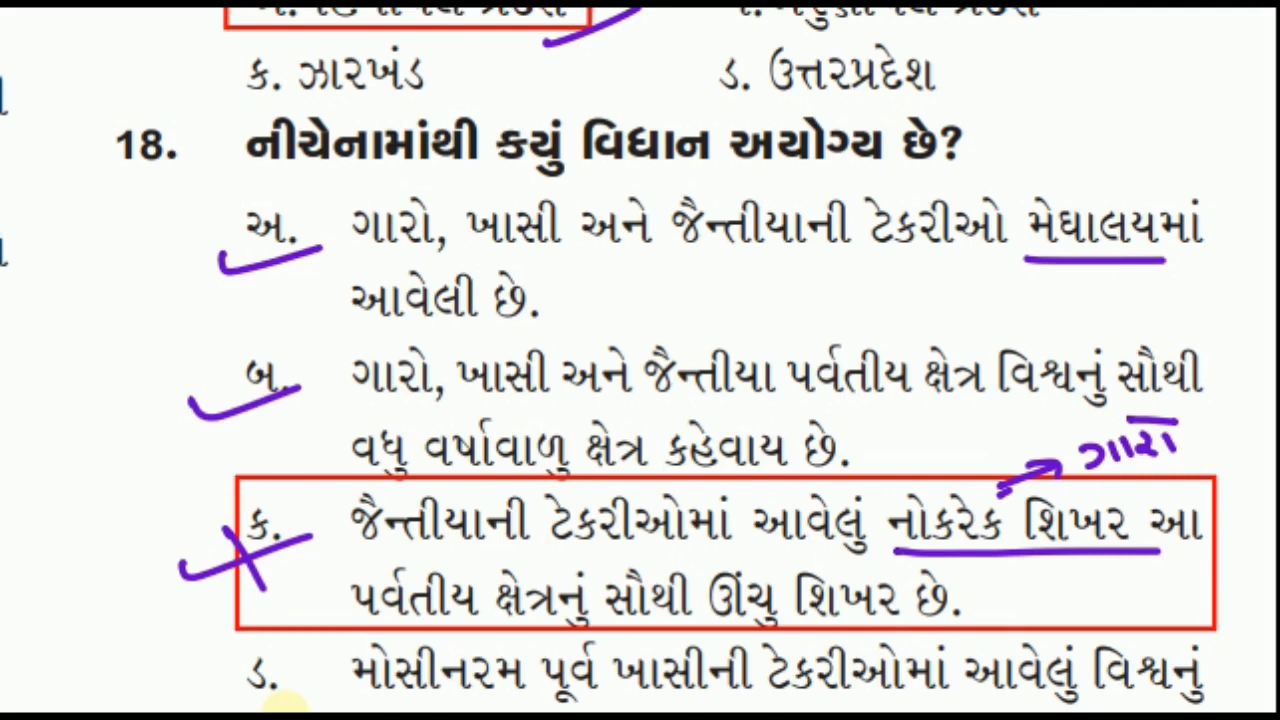 ક. ઝારખંડ
ડ. ઉત્તરપ્રદેશ
18. નીચેનામાંથી કયું વિધાન અયોગ્ય છે?
અ. ગારો, ખાસી અને જૈન્તીયાની ટેકરીઓ મેઘાલયમાં
આવેલી છે.
બ. ગારો, ખાસી અને જૈન્તીયા પર્વતીય ક્ષેત્ર વિશ્વનું સૌથી
વધુ વર્ષાવાળુ ક્ષેત્ર કહેવાય છે.
ગારો
ક. જૈન્તીયાની ટેકરીઓમાં આવેલું નોકરેક શિખર આ
પર્વતીય ક્ષેત્રનું સૌથી ઊંચુ શિખર છે.
ડ. મોસીનરમ પૂર્વ ખાસીની ટેકરીઓમાં આવેલું વિશ્વનું